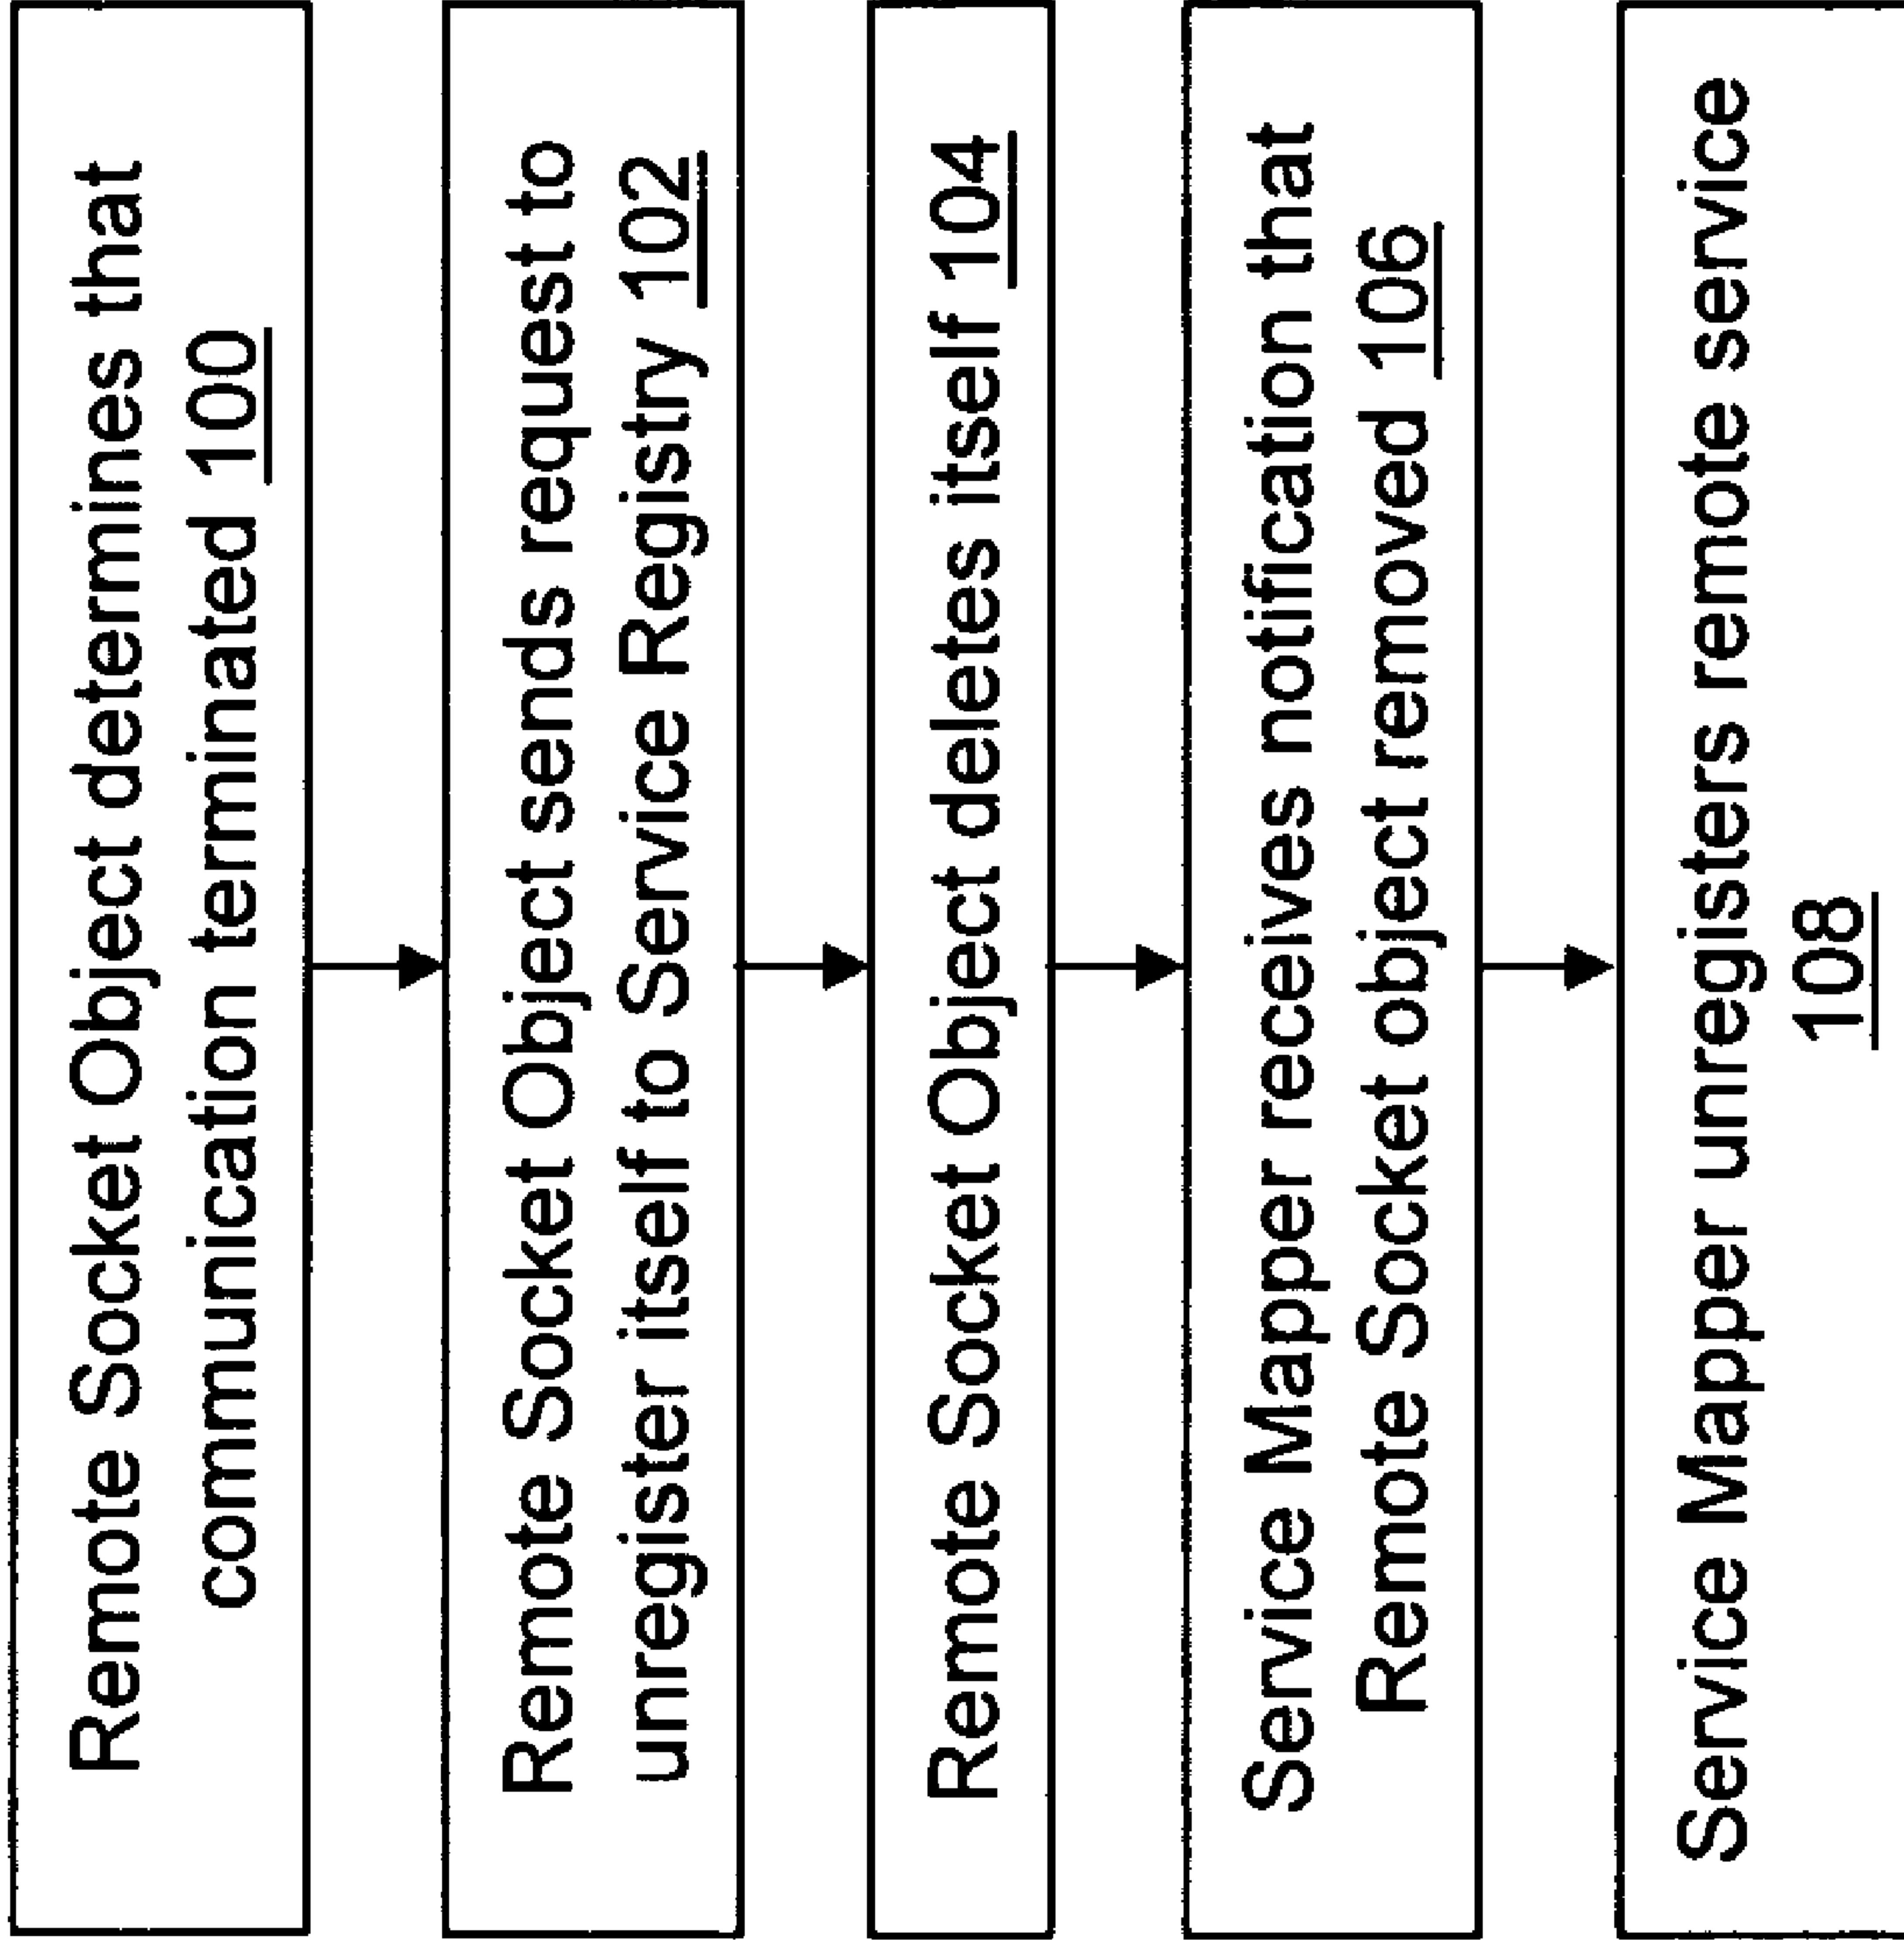 Remote Socket Object determines that
communication terminated 100
Remote Socket Object sends request to
unregister itself to Service Registry 102
Remote Socket Object deletes itself 104
Service Mapper receives notification that
Remote Socket object removed 106
Service Mapper unregisters remote service
108